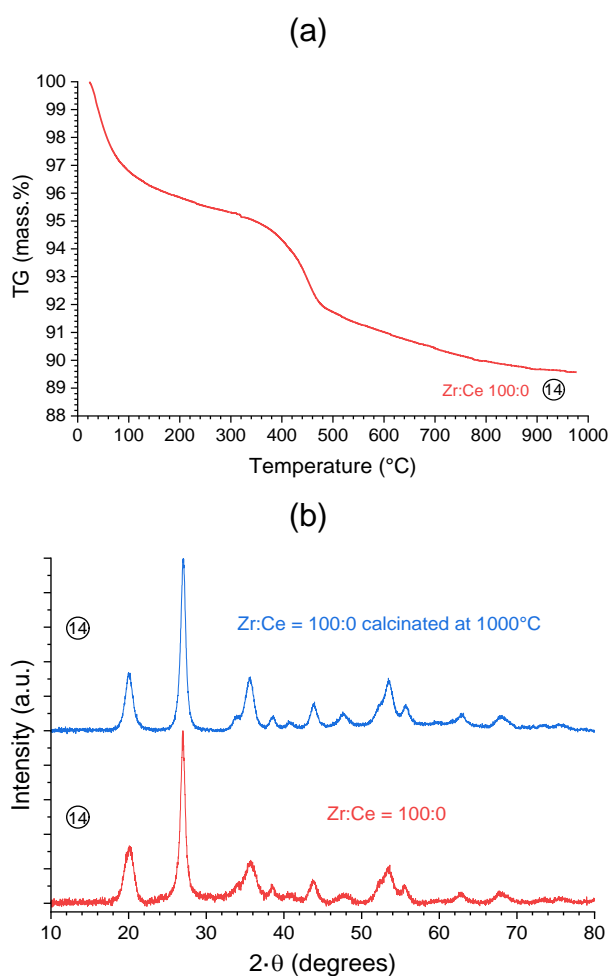 (a)
100
99
98
97
96
95
94
93
92
91
90
89
88
TG (mass.%)
Zr:Ce 100:0 14
0 100 200 300 400 500 600 700 800 900 1000
Temperature (°C)
(b)
14
Zr:Ce = 100:0 calcinated at 1000°C
Intensity (a.u.)
14
Zr:Ce = 100:0
10 20 30 40 50 60 70 80
2·θ (degrees)